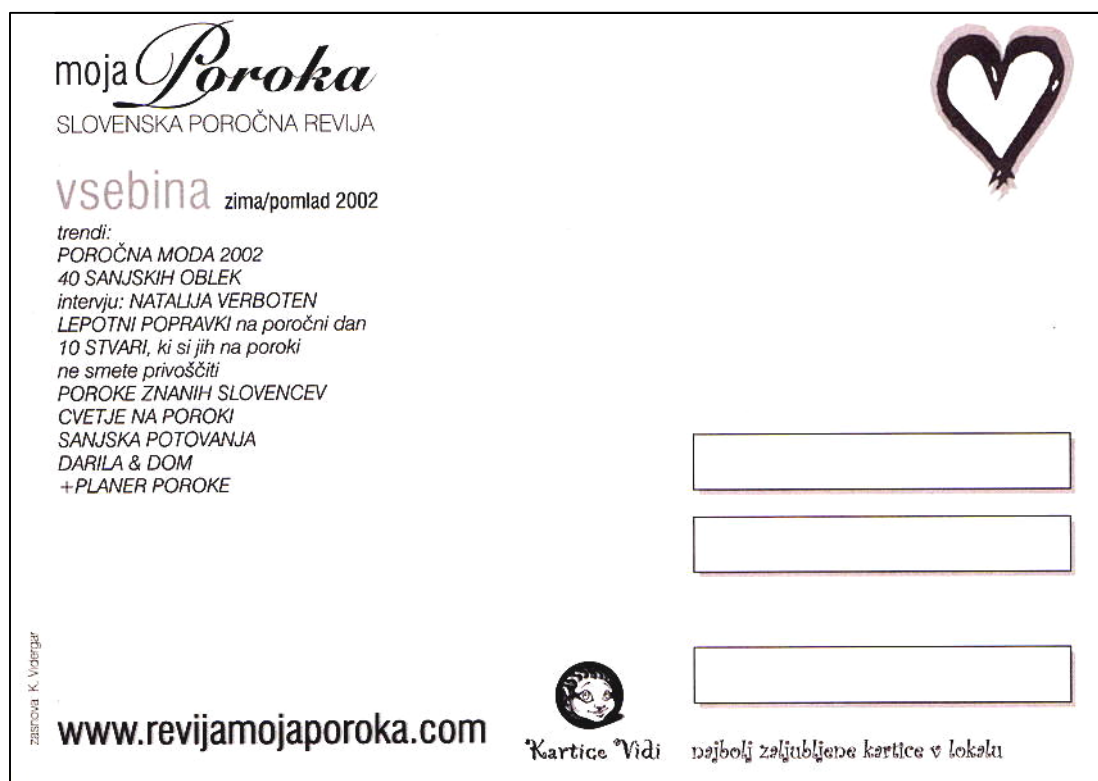 moja Poroka
SLOVENSKA POROČNA REVIJA
vsebina zima/pomlad 2002
trendi:
POROČNA MODA 2002
40 SANJSKIH OBLEK
intervju: NATALIJA VERBOTEN
LEPOTNI POPRAVKI na poročni dan
10 STVARI, ki si jih na poroki
ne smete privoščiti
POROKE ZNANIH SLOVENCEV
CVETJE NA POROKI
SANJSKA POTOVANJA
DARILA & DOM
+PLANER POROKE
zasnova: K. Vidergar
www.revijamojaporoka.com
Kartice Vidi
najbolj zaljubljene kartice v lokalu